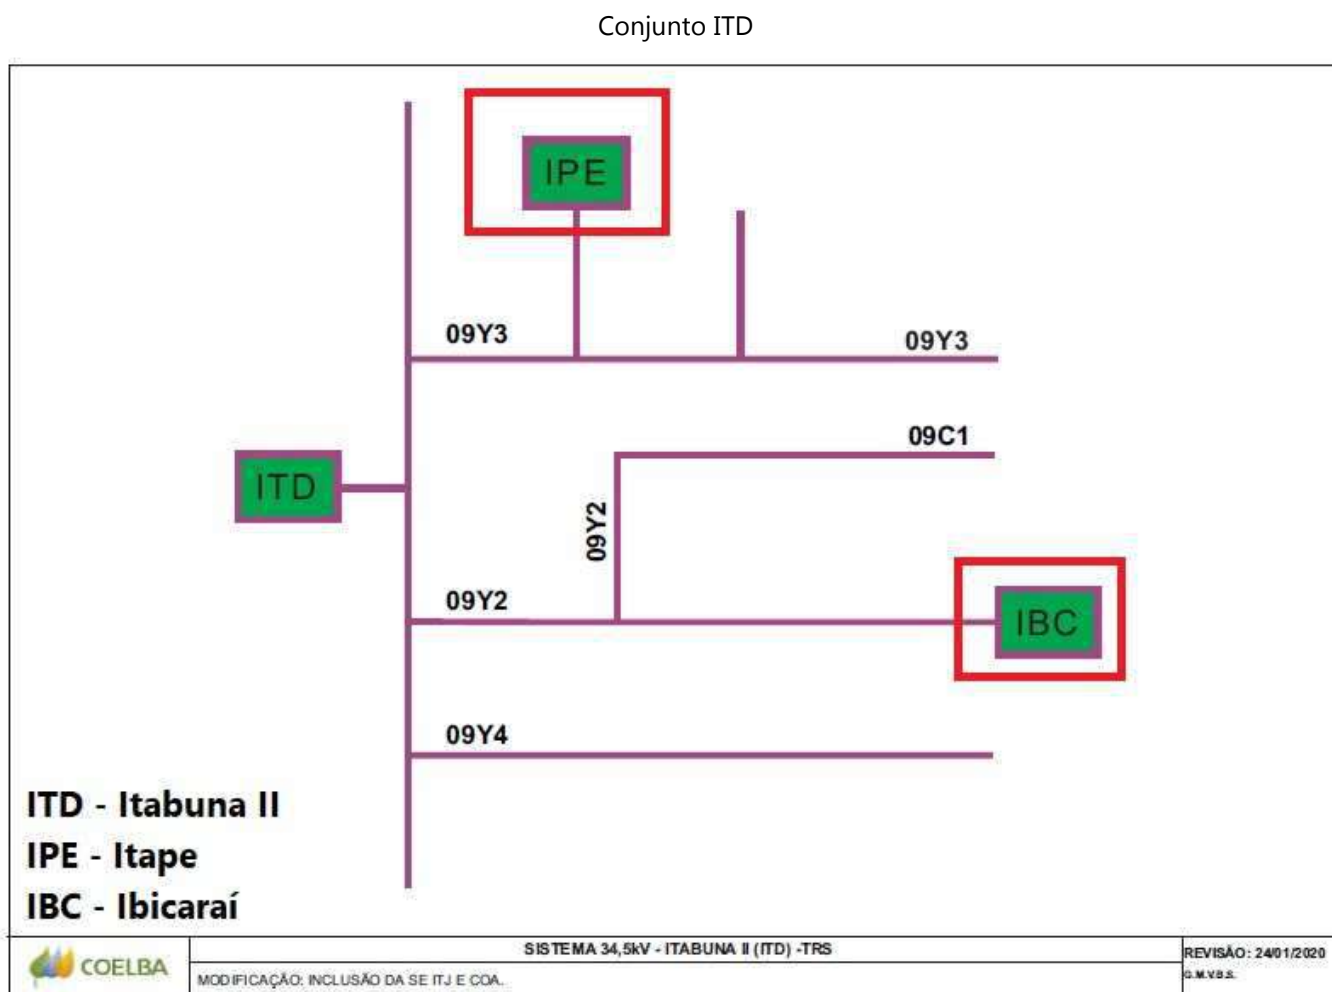 Conjunto ITD
IPE
09Y3
09Y3
09C1
ITD
09Y2
09Y2
IBC
09Y4
ITD - Itabuna II
IPE - Itape
IBC - Ibicaraí
COELBA
SISTEMA 34,5kV - ITABUNA II (ITD) -TRS
MODIFICAÇÃO: INCLUSÃO DA SE ITJ E COA.
REVISÃO: 24/01/2020
G.M.V.B.S.